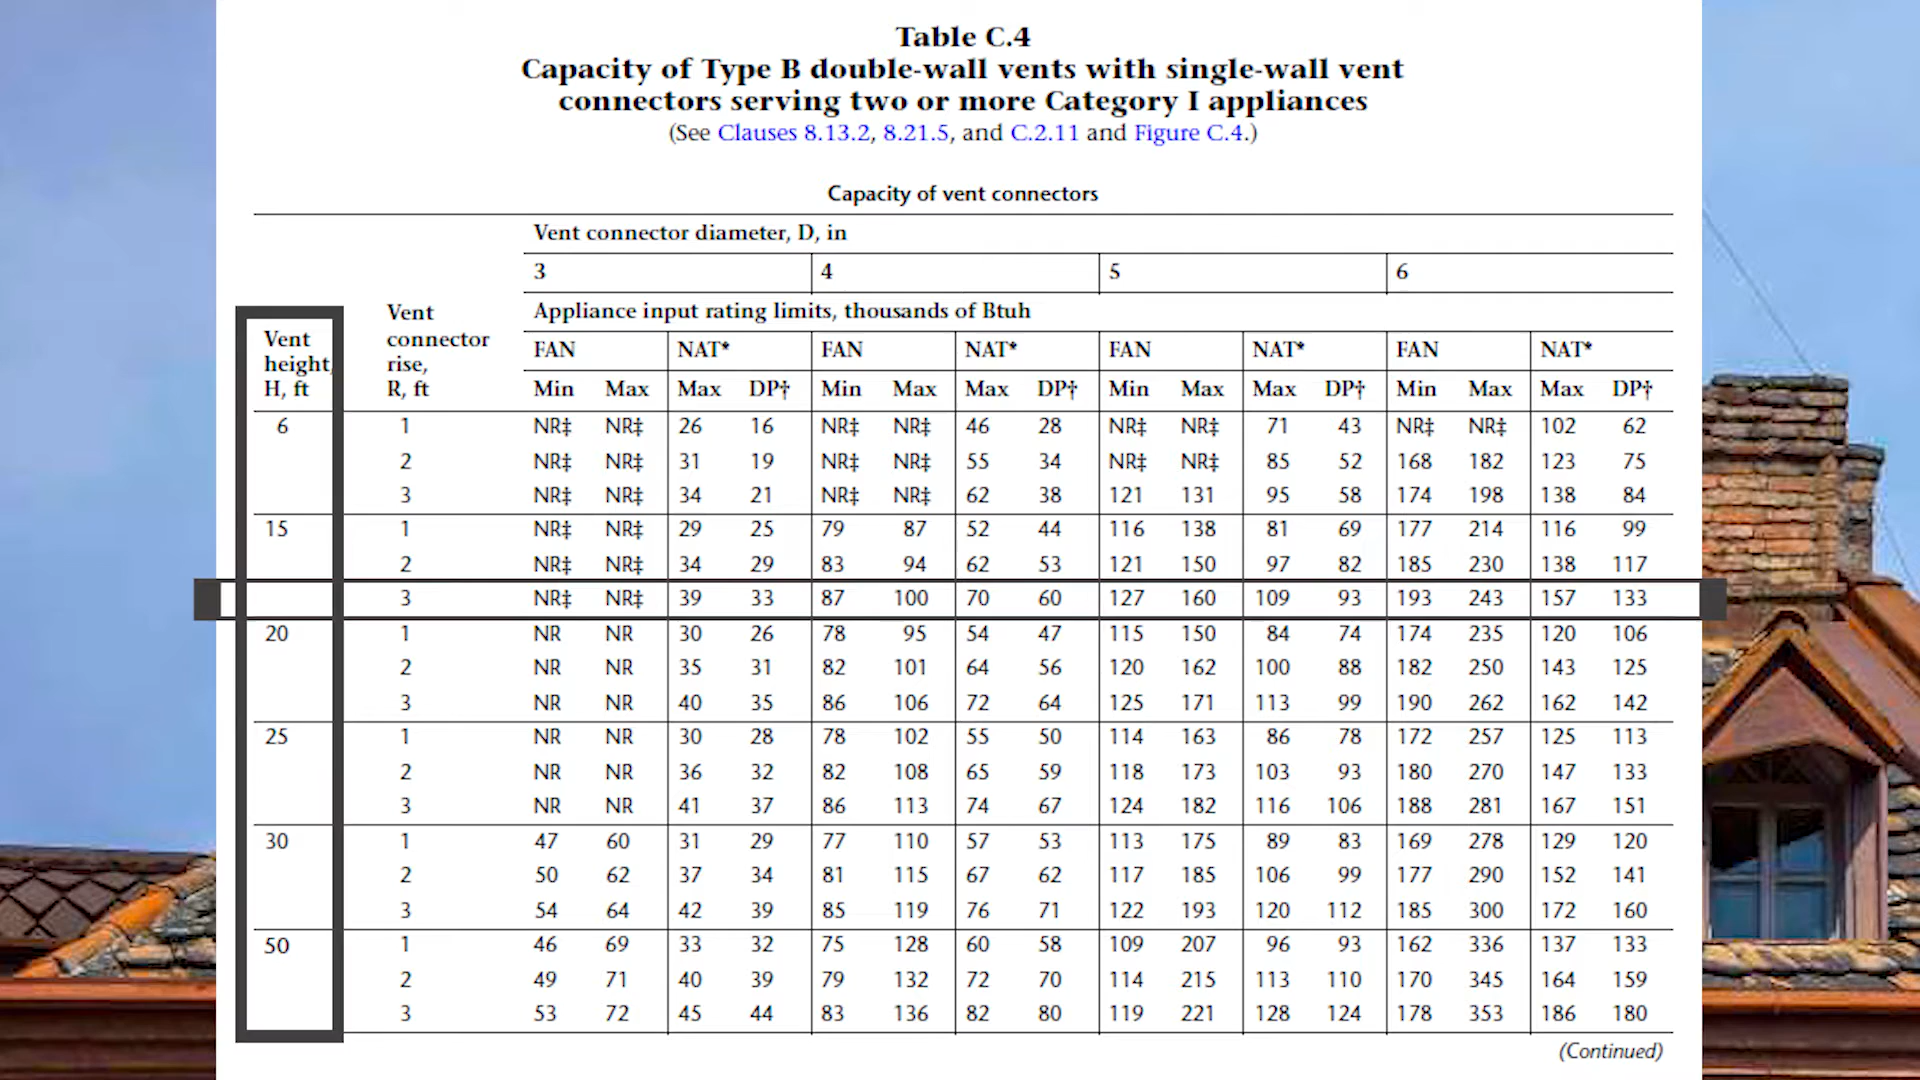 Table C.4
Capacity of Type B double-wall vents with single-wall vent
connectors serving two or more Category I appliances
(See Clauses 8.13.2, 8.21.5, and C.2.11 and Figure C.4.)
Capacity of vent connectors
Vent connector diameter, D, in
3 4 5 6
Appliance input rating limits, thousands of Btuh
Vent height, H, ft
Vent connector rise, R, ft
FAN NAT* FAN NAT* FAN NAT* FAN NAT*
Min Max Max DP† Min Max Max DP† Min Max Max DP† Min Max Max DP†
6 1 NR‡ NR‡ 26 16 NR‡ NR‡ 46 28 NR‡ NR‡ 71 43 NR‡ NR‡ 102 62
2 NR‡ NR‡ 31 19 NR‡ NR‡ 55 34 NR‡ NR‡ 85 52 168 182 123 75
3 NR‡ NR‡ 34 21 NR‡ NR‡ 62 38 121 131 95 58 174 198 138 84
15 1 NR‡ NR‡ 29 25 79 87 52 44 116 138 81 69 177 214 116 99
2 NR‡ NR‡ 34 29 83 94 62 53 121 150 97 82 185 230 138 117
3 NR‡ NR‡ 39 33 87 100 70 60 127 160 109 93 193 243 157 133
20 1 NR NR 30 26 78 95 54 47 115 150 84 74 174 235 120 106
2 NR NR 35 31 82 101 64 56 120 162 100 88 182 250 143 125
3 NR NR 40 35 86 106 72 64 125 171 113 99 190 262 162 142
25 1 NR NR 30 28 78 102 55 50 114 163 86 78 172 257 125 113
2 NR NR 36 32 82 108 65 59 118 173 103 93 180 270 147 133
3 NR NR 41 37 86 113 74 67 124 182 116 106 188 281 167 151
30 1 47 60 31 29 77 110 57 53 113 175 89 83 169 278 129 120
2 50 62 37 34 81 115 67 62 117 185 106 99 177 290 152 141
3 54 64 42 39 85 119 76 71 122 193 120 112 185 300 172 160
50 1 46 69 33 32 75 128 60 58 109 207 96 93 162 336 137 133
2 49 71 40 39 79 132 72 70 114 215 113 110 170 345 164 159
3 53 72 45 44 83 136 82 80 119 221 128 124 178 353 186 180
(Continued)